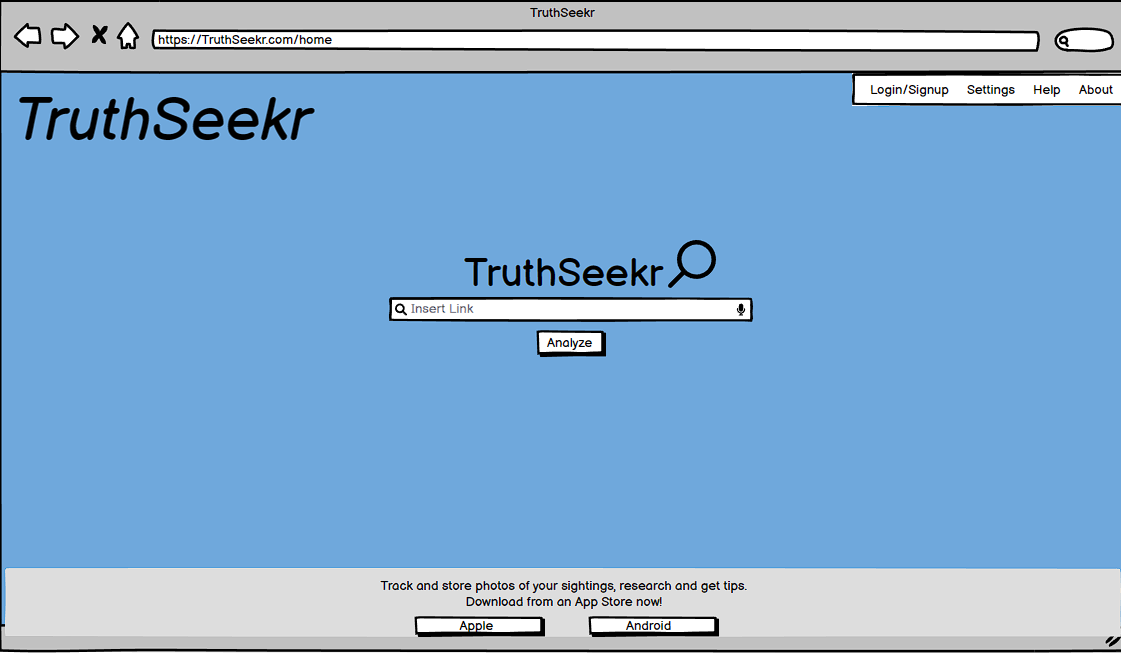 TruthSeekr
https://TruthSeekr.com/home
Login/Signup Settings Help About
TruthSeekr
TruthSeekr
Insert Link
Analyze
Track and store photos of your sightings, research and get tips.
Download from an App Store now!
Apple Android